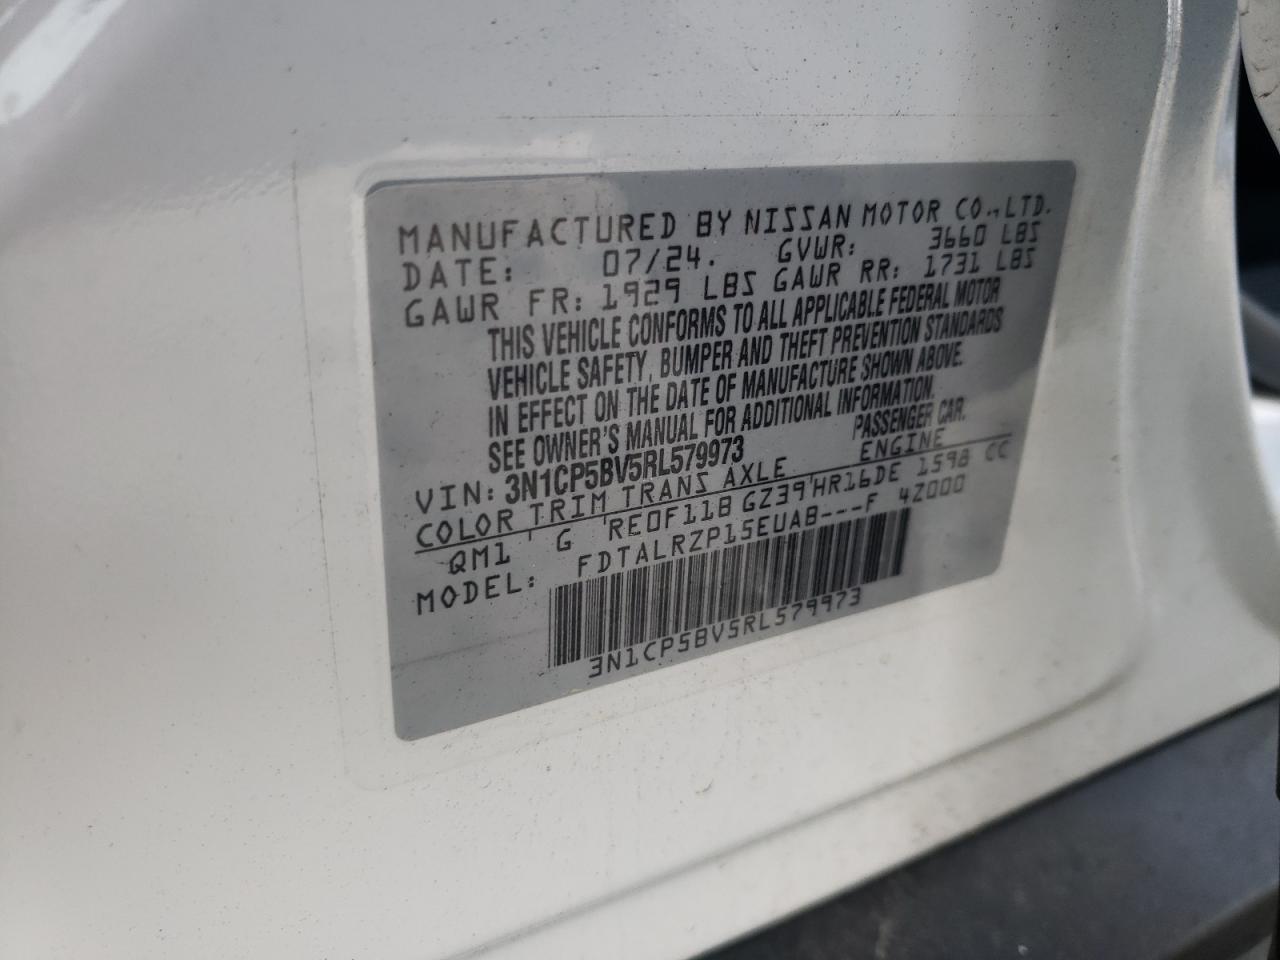 MANUFACTURED BY NISSAN MOTOR CO., LTD.
DATE: 07/24. GVWR: 3660 LBS
GAWR FR: 1929 LBS GAWR RR: 1731 LBS
THIS VEHICLE CONFORMS TO ALL APPLICABLE FEDERAL MOTOR
VEHICLE SAFETY, BUMPER AND THEFT PREVENTION STANDARDS
IN EFFECT ON THE DATE OF MANUFACTURE SHOWN ABOVE.
SEE OWNER'S MANUAL FOR ADDITIONAL INFORMATION.
VIN: 3N1CP5BV5RL579973 PASSENGER CAR.
COLOR TRIM TRANS AXLE ENGINE
QM1 G RE0F11B GZ39 HR16DE 1598 CC
MODEL: FDTALRZP15EUAB---F 4Z000
3N1CP5BV5RL579973